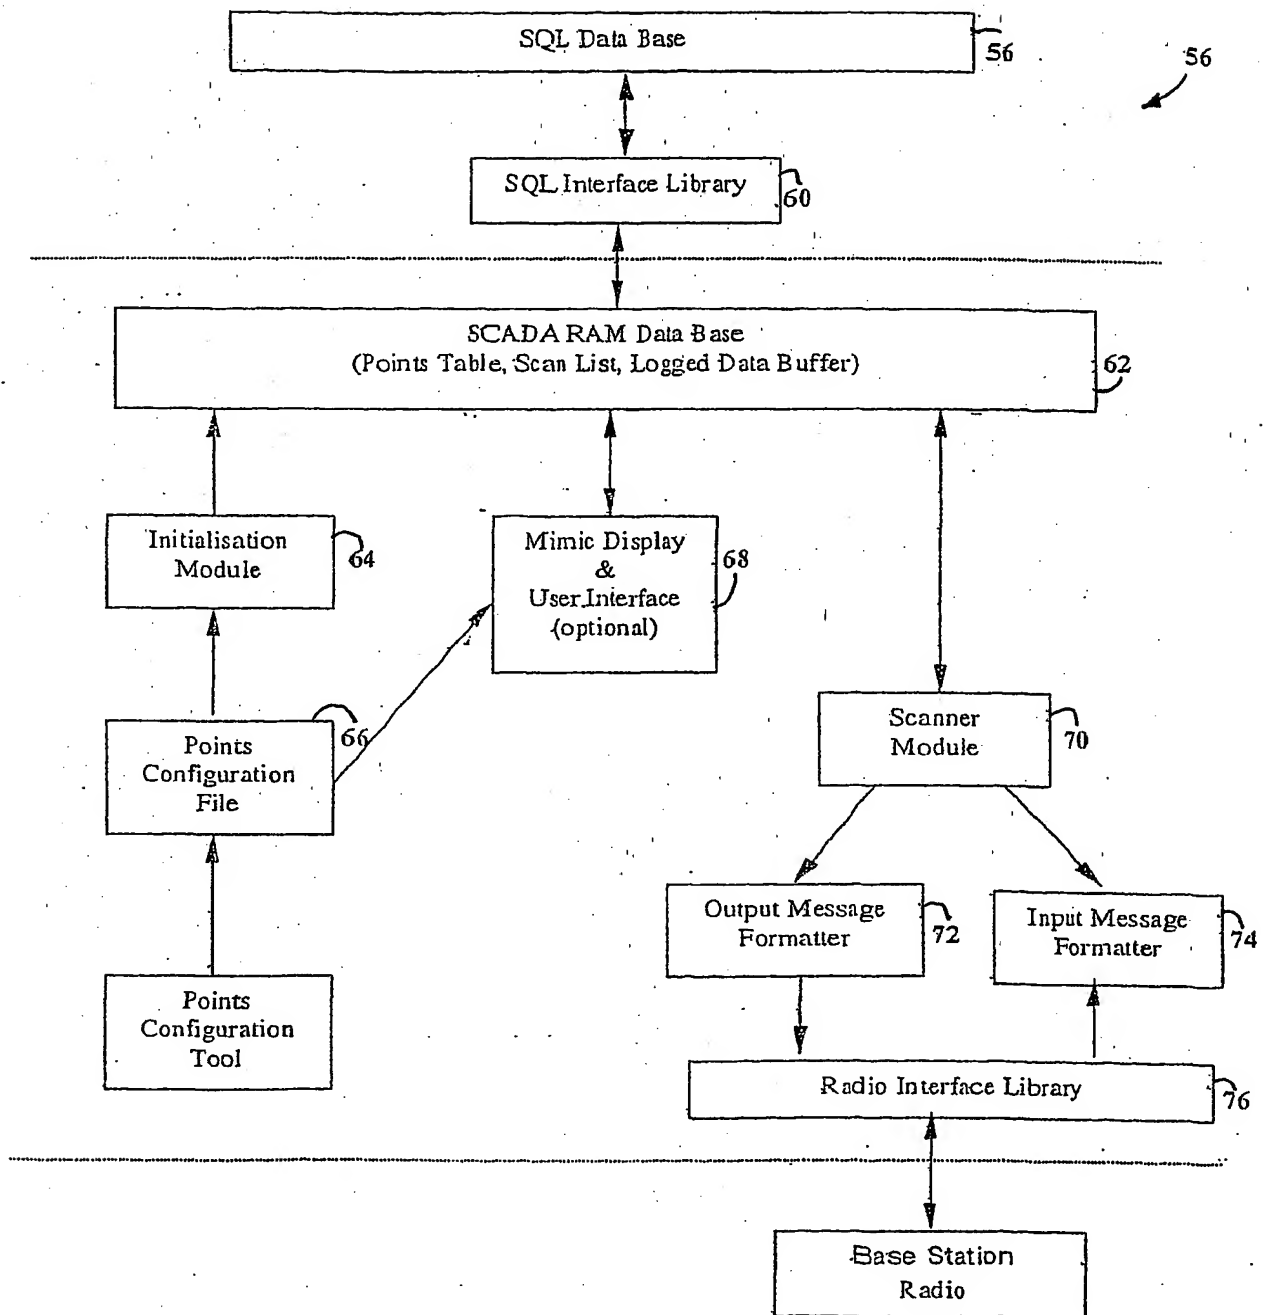 SQL Data Base
56
56
SQL Interface Library
60
SCADA RAM Data Base
(Points Table, Scan List, Logged Data Buffer)
62
Initialisation
Module
64
Mimic Display
&
User Interface
(optional)
68
Points
Configuration
File
66
Scanner
Module
70
Output Message
Formatter
72
Input Message
Formatter
74
Points
Configuration
Tool
Radio Interface Library
76
Base Station
Radio